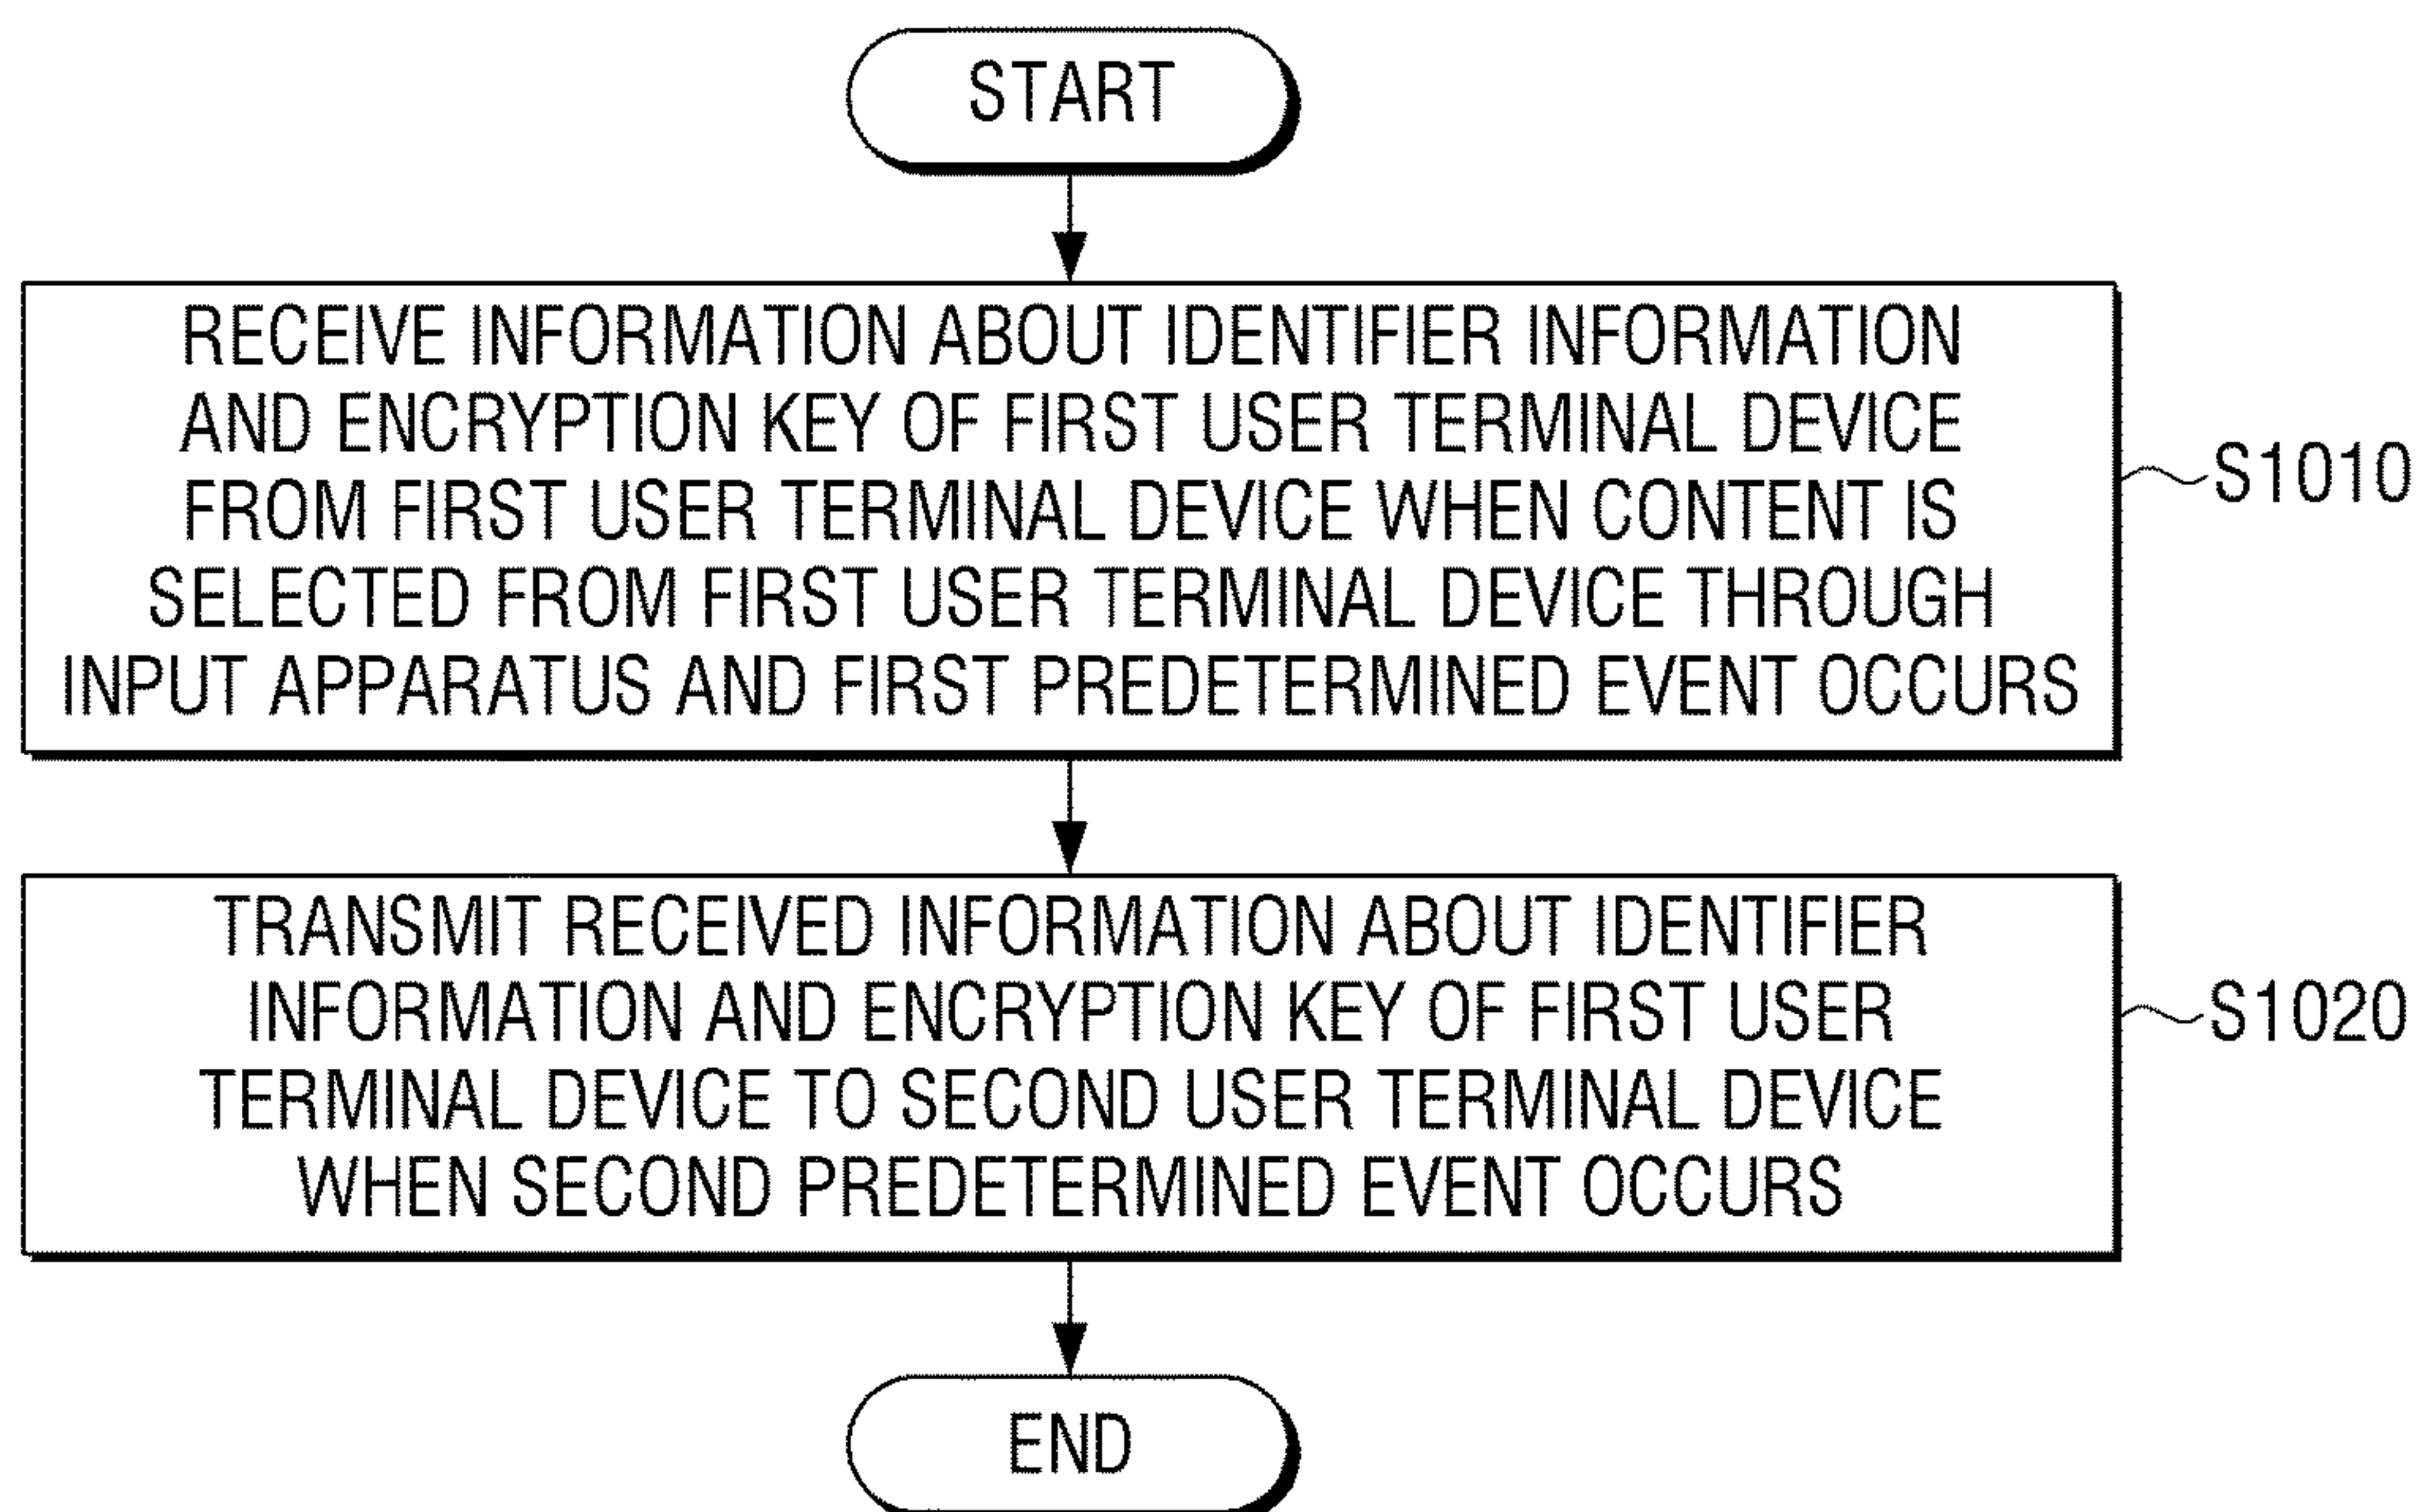 START
RECEIVE INFORMATION ABOUT IDENTIFIER INFORMATION
AND ENCRYPTION KEY OF FIRST USER TERMINAL DEVICE
FROM FIRST USER TERMINAL DEVICE WHEN CONTENT IS
SELECTED FROM FIRST USER TERMINAL DEVICE THROUGH
INPUT APPARATUS AND FIRST PREDETERMINED EVENT OCCURS
S1010
TRANSMIT RECEIVED INFORMATION ABOUT IDENTIFIER
INFORMATION AND ENCRYPTION KEY OF FIRST USER
TERMINAL DEVICE TO SECOND USER TERMINAL DEVICE
WHEN SECOND PREDETERMINED EVENT OCCURS
S1020
END